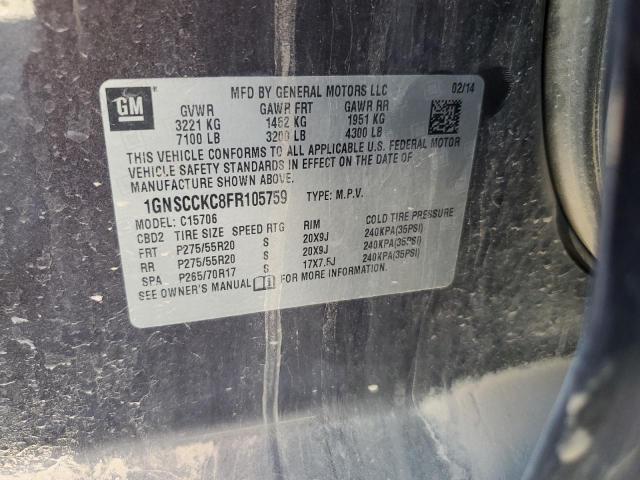 GM
MFD BY GENERAL MOTORS LLC 02/14
GVWR GAWR FRT GAWR RR
3221 KG 1452 KG 1951 KG
7100 LB 3200 LB 4300 LB
THIS VEHICLE CONFORMS TO ALL APPLICABLE U.S. FEDERAL MOTOR
VEHICLE SAFETY STANDARDS IN EFFECT ON THE DATE OF
MANUFACTURE SHOWN ABOVE.
1GNSCCKC8FR105759 TYPE: M.P.V.
MODEL: C15706
CBD2 TIRE SIZE SPEED RTG RIM COLD TIRE PRESSURE
FRT P275/55R20 S 20X9J 240KPA(35PSI)
RR P275/55R20 S 20X9J 240KPA(35PSI)
SPA P265/70R17 S 17X7.5J 240KPA(35PSI)
SEE OWNER'S MANUAL FOR MORE INFORMATION.